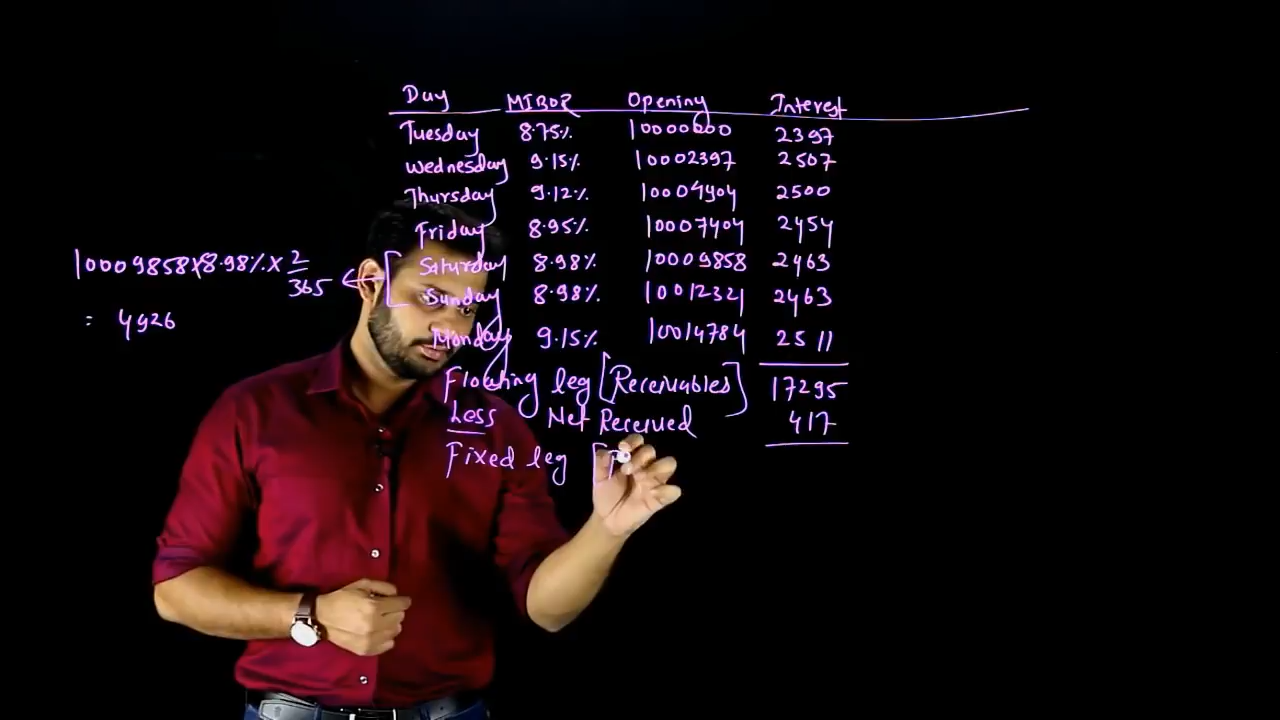 Day MIBOR Opening Interest
Tuesday 8.75% 10000000 2397
Wednesday 9.15% 10002397 2507
Thursday 9.12% 10004904 2500
Friday 8.95% 10007404 2454
Saturday 8.98% 10009858 2463
Sunday 8.98% 10012321 2463
Monday 9.15% 10014784 2511
Floating leg [Receivables] 17295
Less Net Received 417
Fixed leg [
10009858x8.98% x 2/365
= 4926